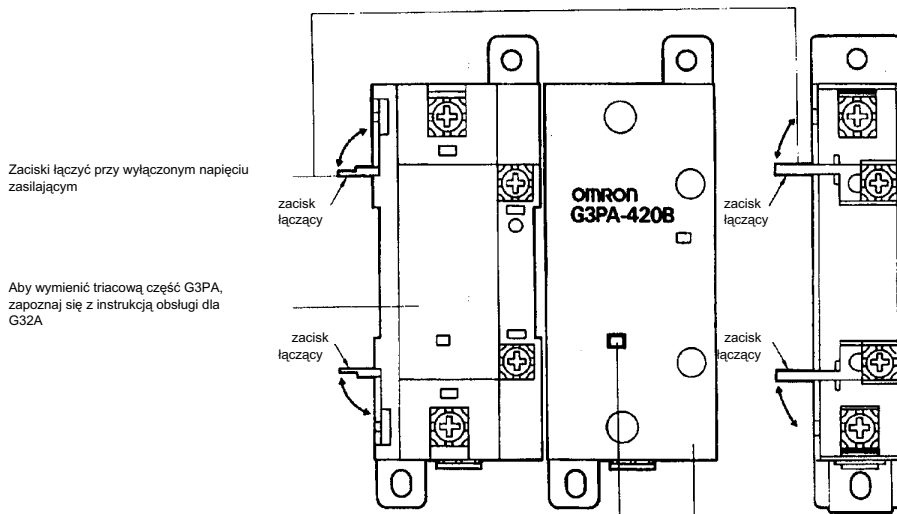 Zaciski łączyć przy wyłączonym napięciu
zasilającym
zacisk
łączący
OMRON
G3PA-420B
zacisk
łączący
Aby wymienić triacową część G3PA,
zapoznaj się z instrukcją obsługi dla
G32A
zacisk
łączący
zacisk
łączący